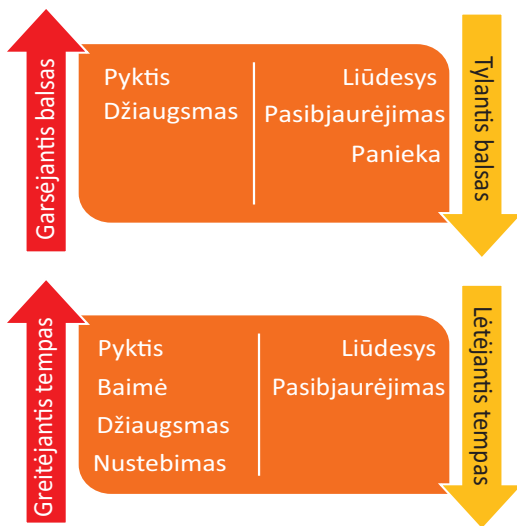 Garsėjantis balsas
Pyktis
Džiaugsmas
Liūdesys
Pasibjaurėjimas
Panieka
Tylantis balsas
Greitėjantis tempas
Pyktis
Baimė
Džiaugsmas
Nustebimas
Liūdesys
Pasibjaurėjimas
Lėtėjantis tempas